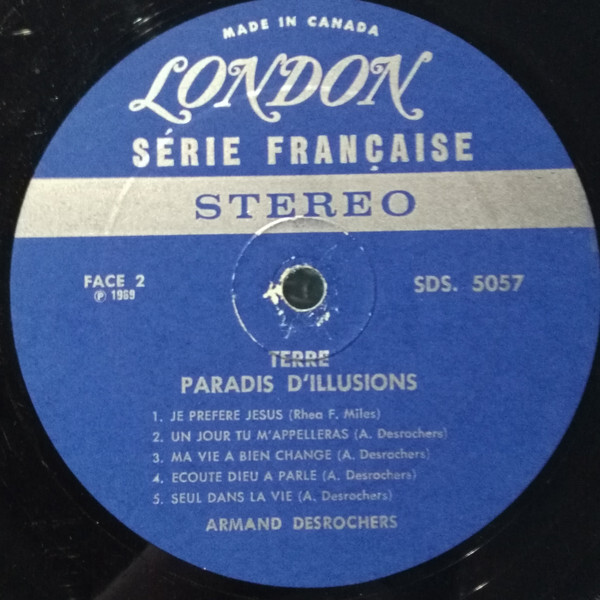 MADE IN CANADA
LONDON
SÉRIE FRANÇAISE
STEREO
FACE 2
SDS. 5057
Ⓟ 1969
TERRE
PARADIS D'ILLUSIONS
1. JE PREFERE JESUS (Rhea F. Miles)
2. UN JOUR TU M'APPELLERAS (A. Desrochers)
3. MA VIE A BIEN CHANGE (A. Desrochers)
4. ECOUTE DIEU A PARLE (A. Desrochers)
5. SEUL DANS LA VIE (A. Desrochers)
ARMAND DESROCHERS